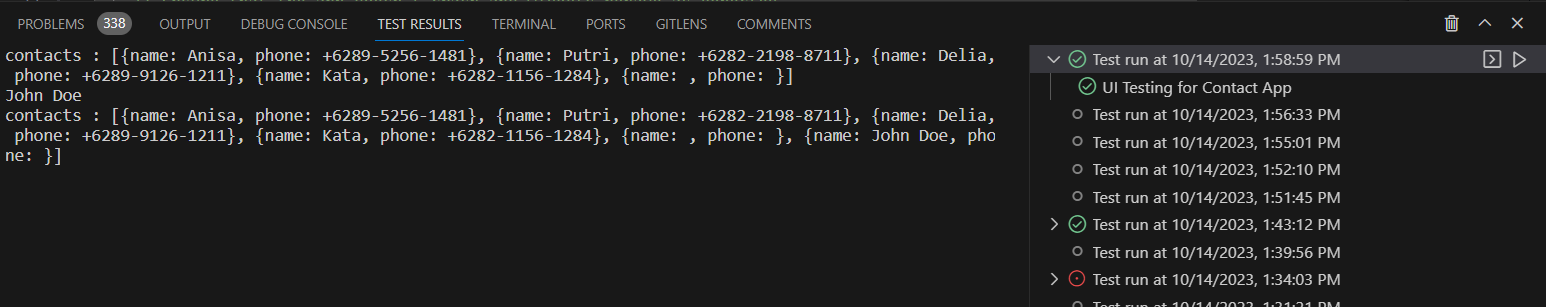 PROBLEMS 338 OUTPUT DEBUG CONSOLE TEST RESULTS TERMINAL PORTS GITLENS COMMENTS
contacts : [{name: Anisa, phone: +6289-5256-1481}, {name: Putri, phone: +6282-2198-8711}, {name: Delia,
phone: +6289-9126-1211}, {name: Kata, phone: +6282-1156-1284}, {name: , phone: }]
John Doe
contacts : [{name: Anisa, phone: +6289-5256-1481}, {name: Putri, phone: +6282-2198-8711}, {name: Delia,
phone: +6289-9126-1211}, {name: Kata, phone: +6282-1156-1284}, {name: , phone: }, {name: John Doe, pho
ne: }]
Test run at 10/14/2023, 1:58:59 PM
UI Testing for Contact App
Test run at 10/14/2023, 1:56:33 PM
Test run at 10/14/2023, 1:55:01 PM
Test run at 10/14/2023, 1:52:10 PM
Test run at 10/14/2023, 1:51:45 PM
Test run at 10/14/2023, 1:43:12 PM
Test run at 10/14/2023, 1:39:56 PM
Test run at 10/14/2023, 1:34:03 PM